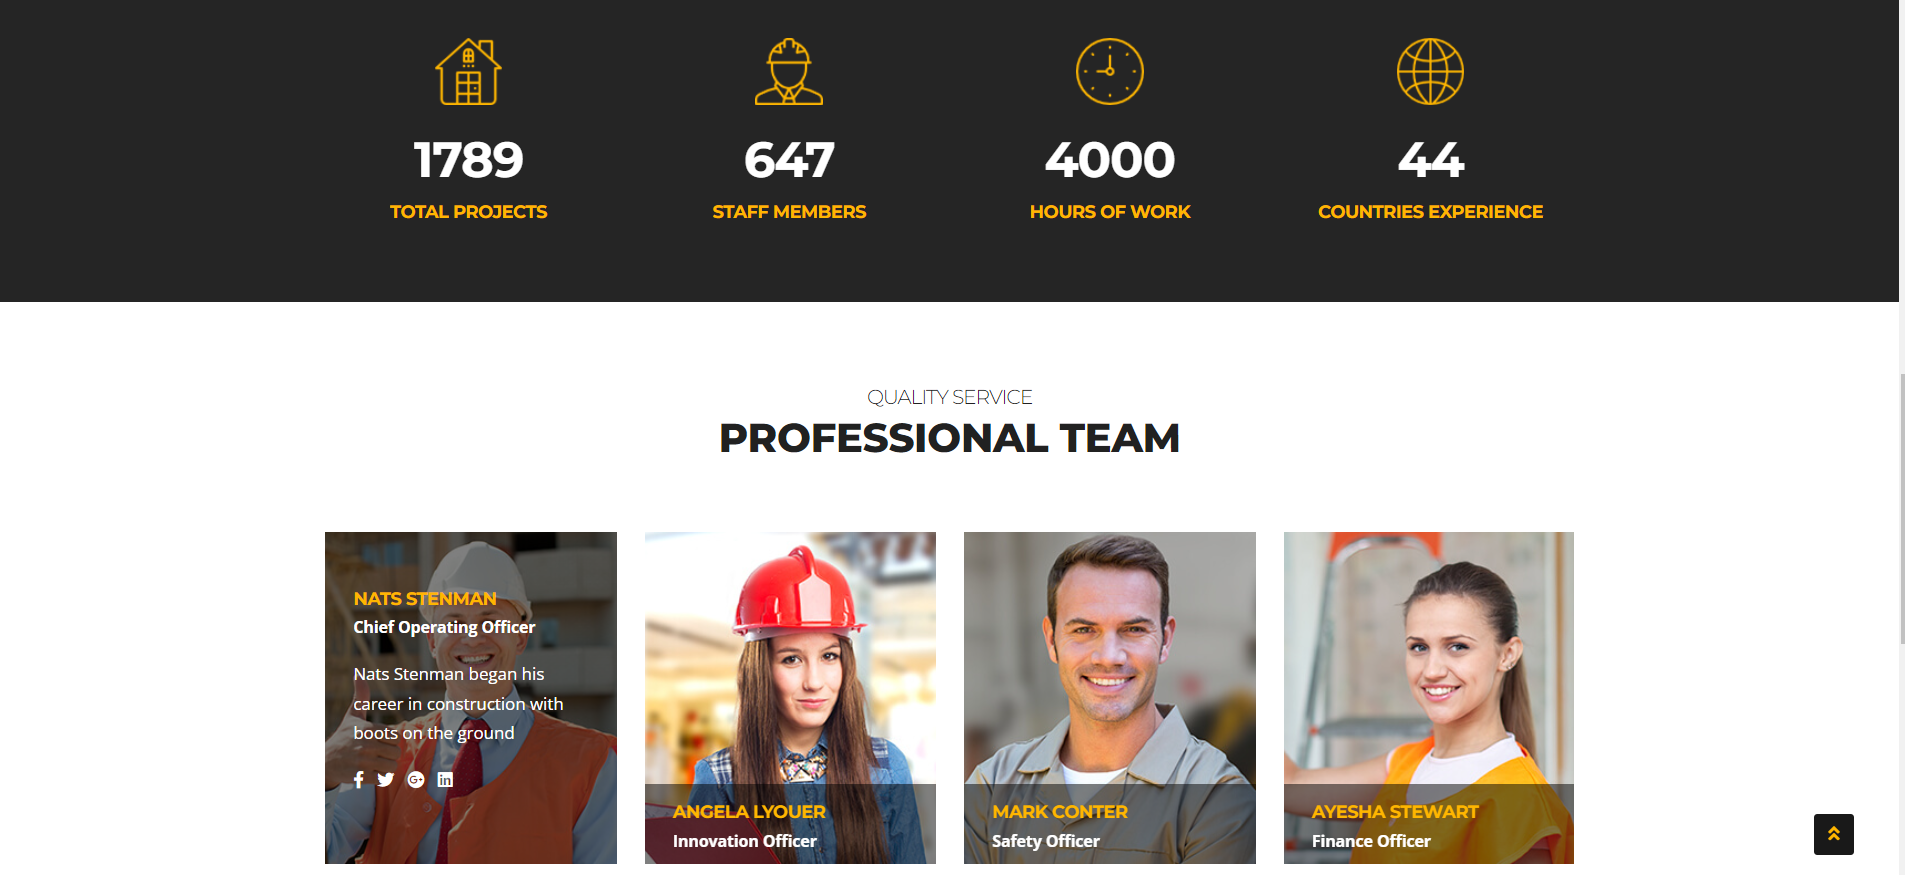 1789
647
4000
44
TOTAL PROJECTS
STAFF MEMBERS
HOURS OF WORK
COUNTRIES EXPERIENCE
QUALITY SERVICE
PROFESSIONAL TEAM
NATS STENMAN
Chief Operating Officer
Nats Stenman began his
career in construction with
boots on the ground
ANGELA LYOUER
Innovation Officer
MARK CONTER
Safety Officer
AYESHA STEWART
Finance Officer